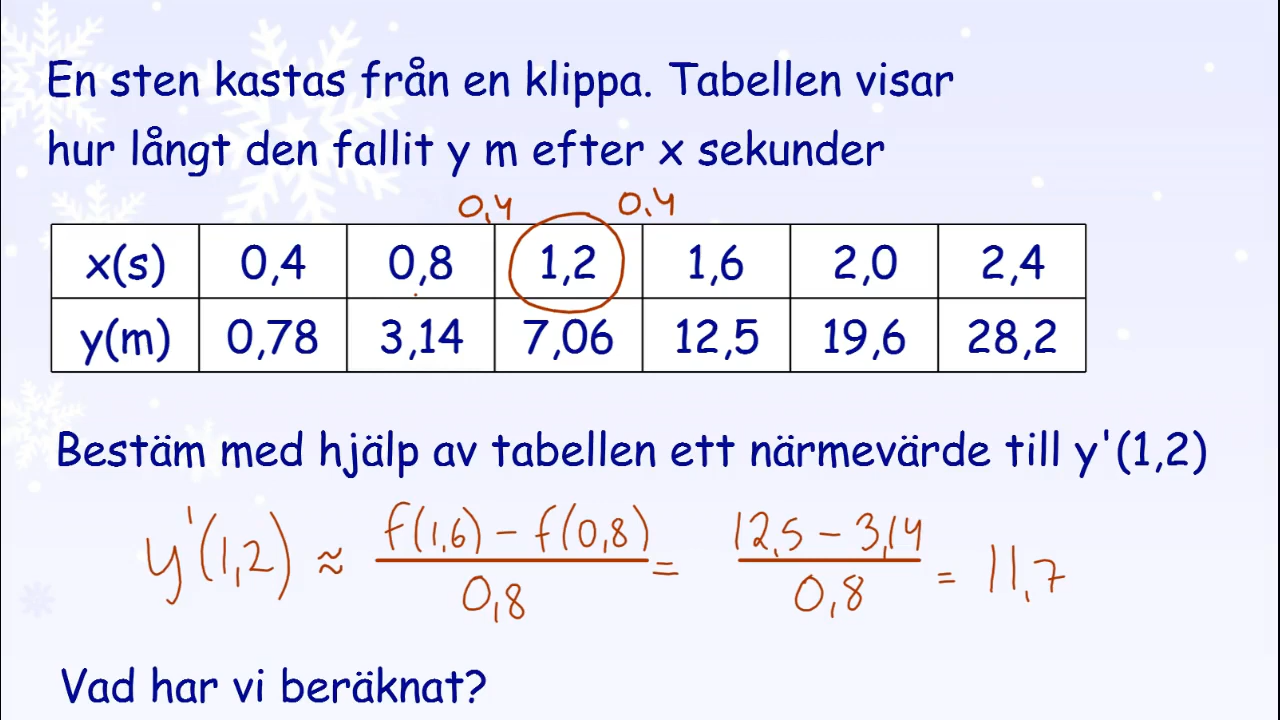 En sten kastas från en klippa. Tabellen visar
hur långt den fallit y m efter x sekunder
0,4 0,4
x(s) 0,4 0,8 1,2 1,6 2,0 2,4
y(m) 0,78 3,14 7,06 12,5 19,6 28,2
Bestäm med hjälp av tabellen ett närmevärde till y'(1,2)
y'(1,2) ≈ f(1,6) - f(0,8) / 0,8 = 12,5 - 3,14 / 0,8 = 11,7
Vad har vi beräknat?